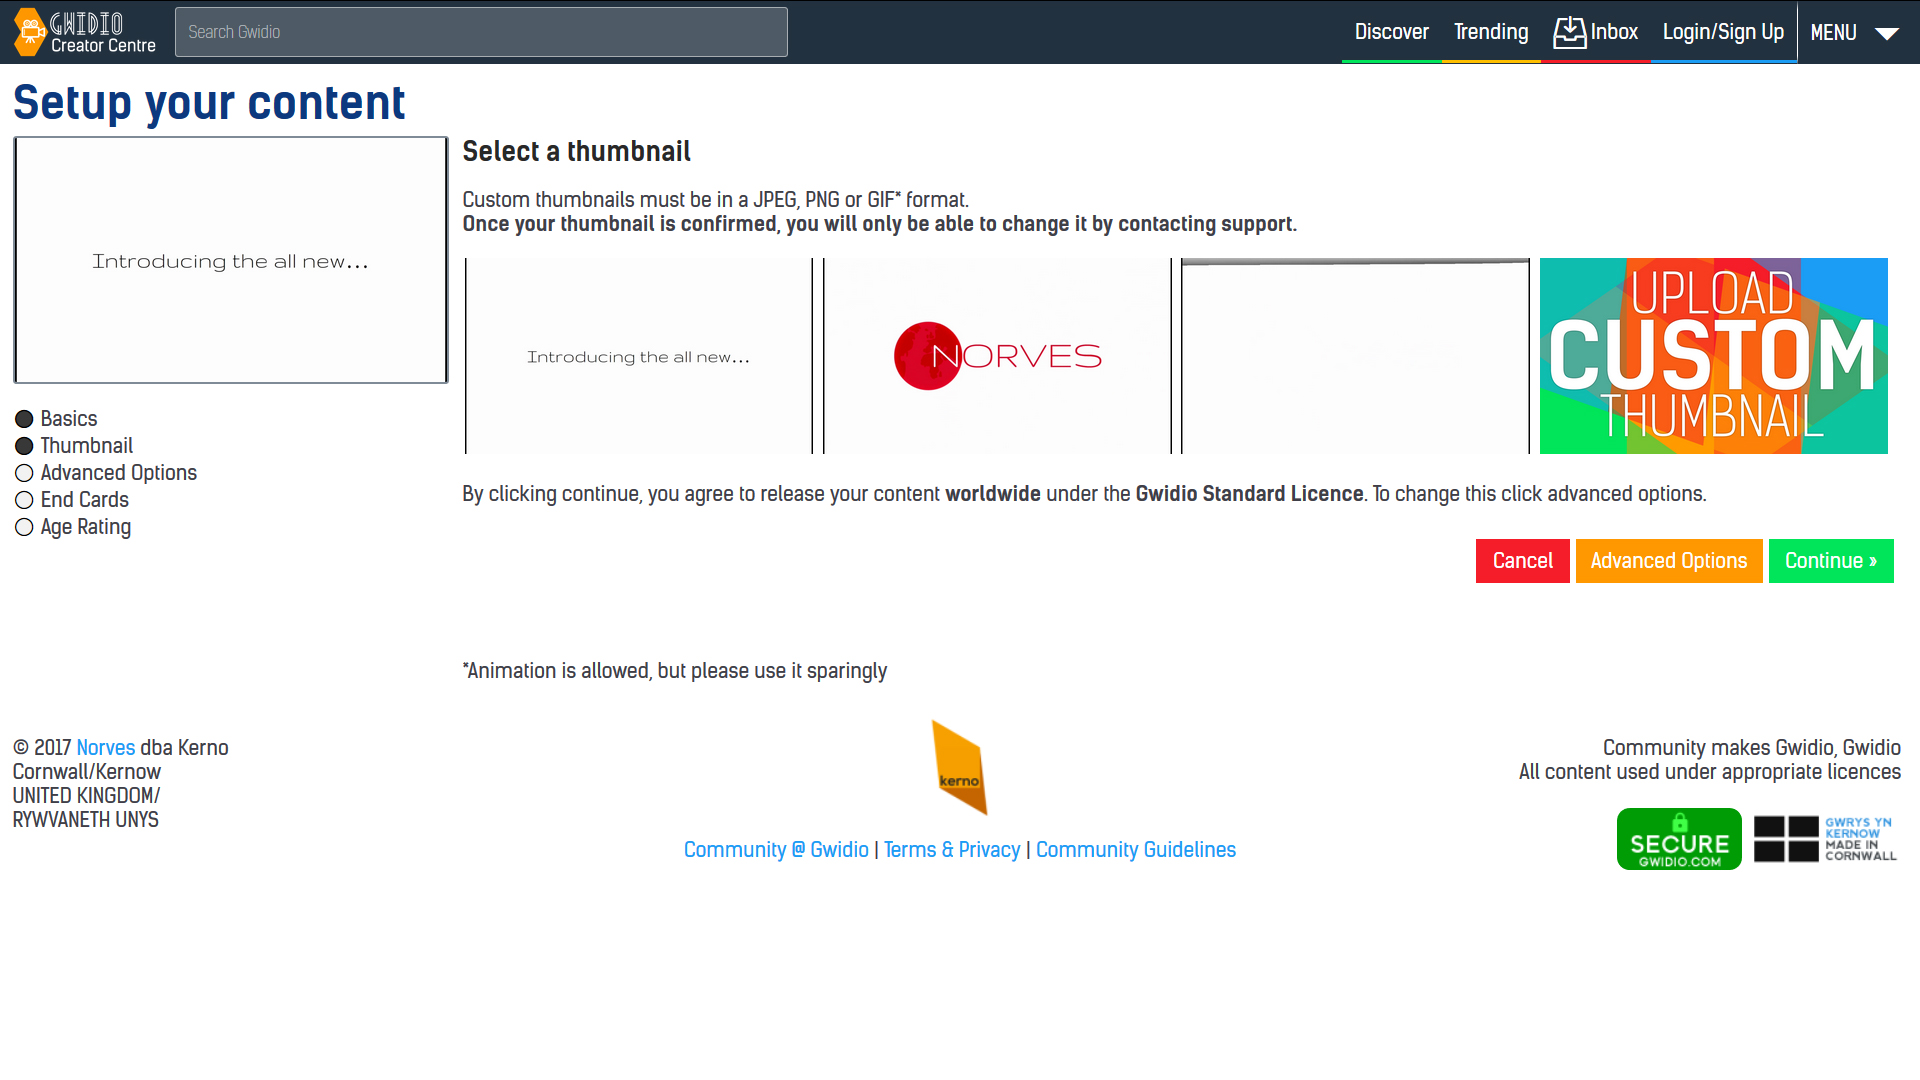 GWIDIO
Creator Centre
Search Gwidio
Discover
Trending
Inbox
Login/Sign Up
MENU
Setup your content
Introducing the all new...
Basics
Thumbnail
Advanced Options
End Cards
Age Rating
Select a thumbnail
Custom thumbnails must be in a JPEG, PNG or GIF* format.
Once your thumbnail is confirmed, you will only be able to change it by contacting support.
Introducing the all new...
NORVES
UPLOAD
CUSTOM
THUMBNAIL
By clicking continue, you agree to release your content worldwide under the Gwidio Standard Licence. To change this click advanced options.
Cancel
Advanced Options
Continue »
*Animation is allowed, but please use it sparingly
© 2017 Norves dba Kerno
Cornwall/Kernow
UNITED KINGDOM/
RYWVANETH UNYS
kerno
Community @ Gwidio | Terms & Privacy | Community Guidelines
Community makes Gwidio, Gwidio
All content used under appropriate licences
SECURE
GWIDIO.COM
GWRYS YN
KERNOW
MADE IN
CORNWALL